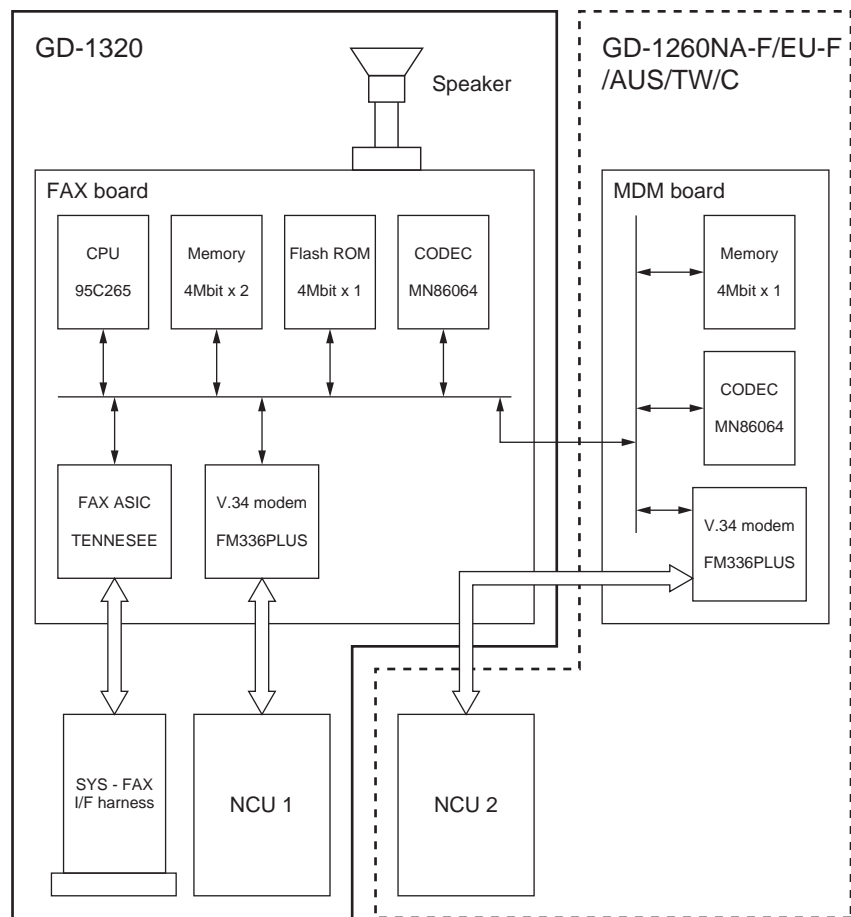 GD-1320
Speaker
FAX board
CPU
95C265
Memory
4Mbit x 2
Flash ROM
4Mbit x 1
CODEC
MN86064
FAX ASIC
TENNESEE
V.34 modem
FM336PLUS
SYS - FAX
I/F harness
NCU 1
NCU 2
GD-1260NA-F/EU-F
/AUS/TW/C
MDM board
Memory
4Mbit x 1
CODEC
MN86064
V.34 modem
FM336PLUS